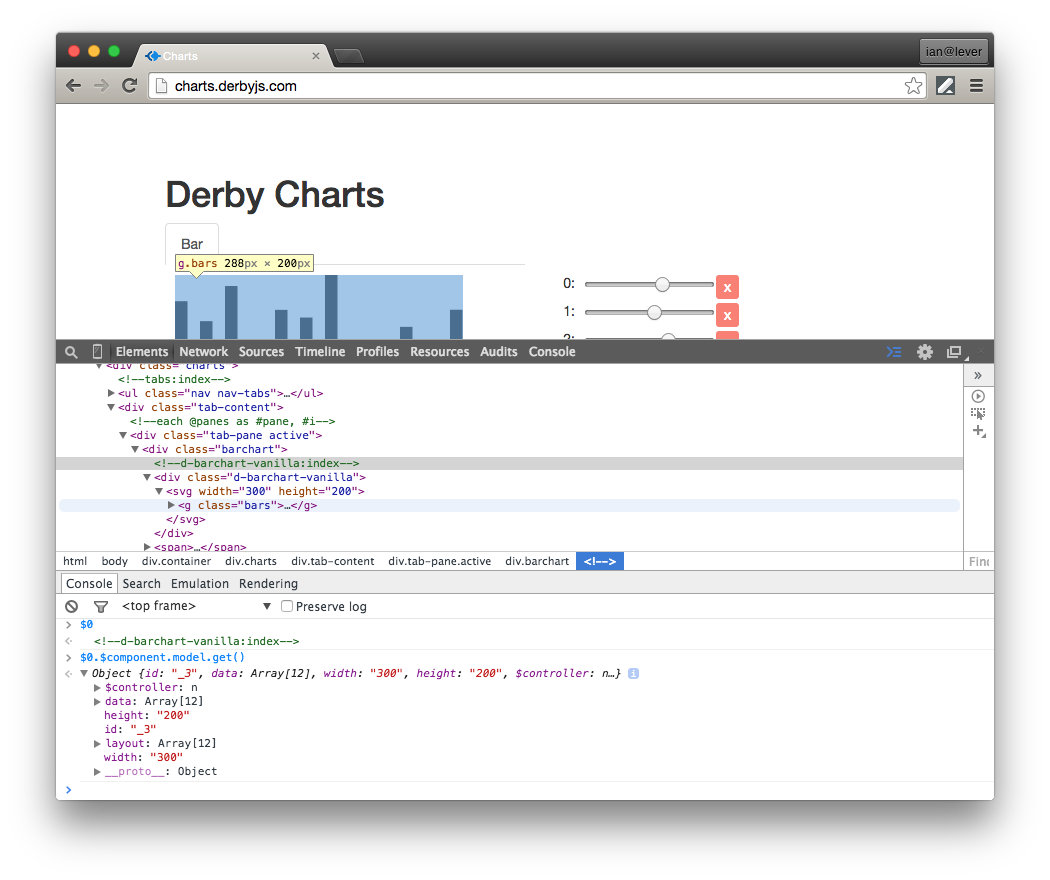 Charts
ian@lever
charts.derbyjs.com
Derby Charts
Bar
g.bars 288px × 200px
0:
x
1:
x
2:
Elements Network Sources Timeline Profiles Resources Audits Console
<div class="charts">
<!--tabs:index-->
<ul class="nav nav-tabs">…</ul>
<div class="tab-content">
<!--each @panes as #pane, #i-->
<div class="tab-pane active">
<div class="barchart">
<!--d-barchart-vanilla:index-->
<div class="d-barchart-vanilla">
<svg width="300" height="200">
<g class="bars">…</g>
</svg>
</div>
<span>…</span>
html body div.container div.charts div.tab-content div.tab-pane.active div.barchart <!-->
Console Search Emulation Rendering
<top frame> Preserve log
> $0
<!--d-barchart-vanilla:index-->
> $0.$component.model.get()
Object {id: "_3", data: Array[12], width: "300", height: "200", $controller: n…}
$controller: n
data: Array[12]
height: "200"
id: "_3"
layout: Array[12]
width: "300"
__proto__: Object
>